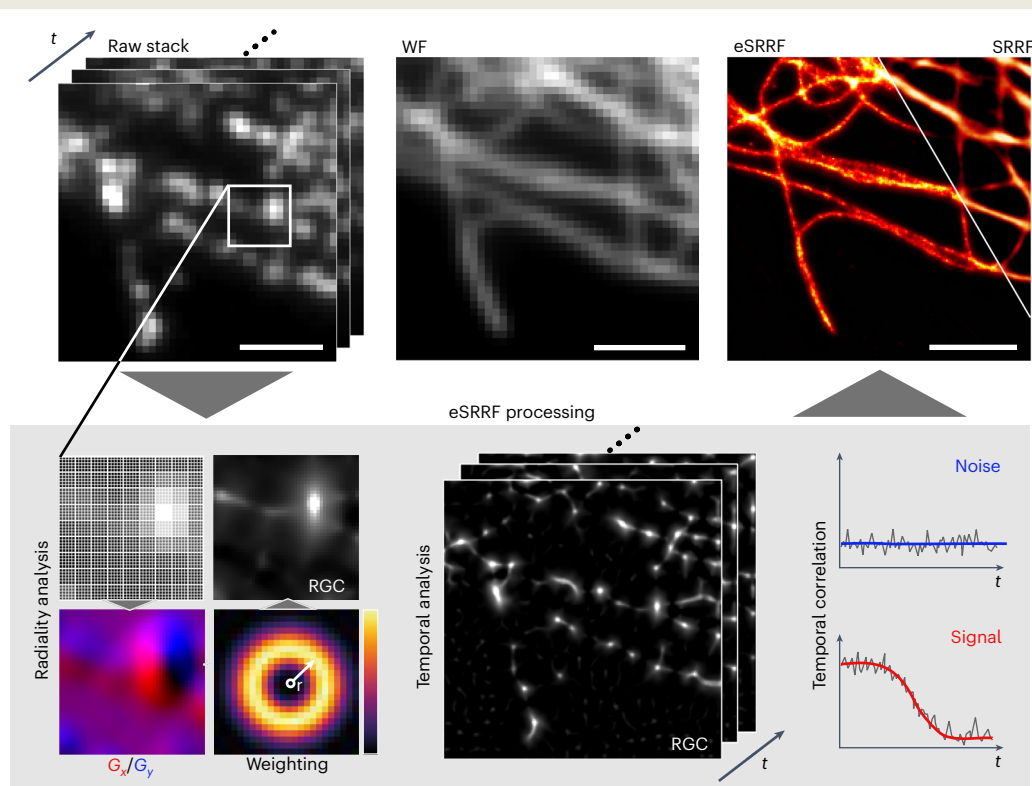 t
Raw stack
WF
eSRRF
SRRF
eSRRF processing
Radiality analysis
RGC
Gx/Gy
r
Weighting
Temporal analysis
RGC
t
Temporal correlation
Noise
t
Signal
t